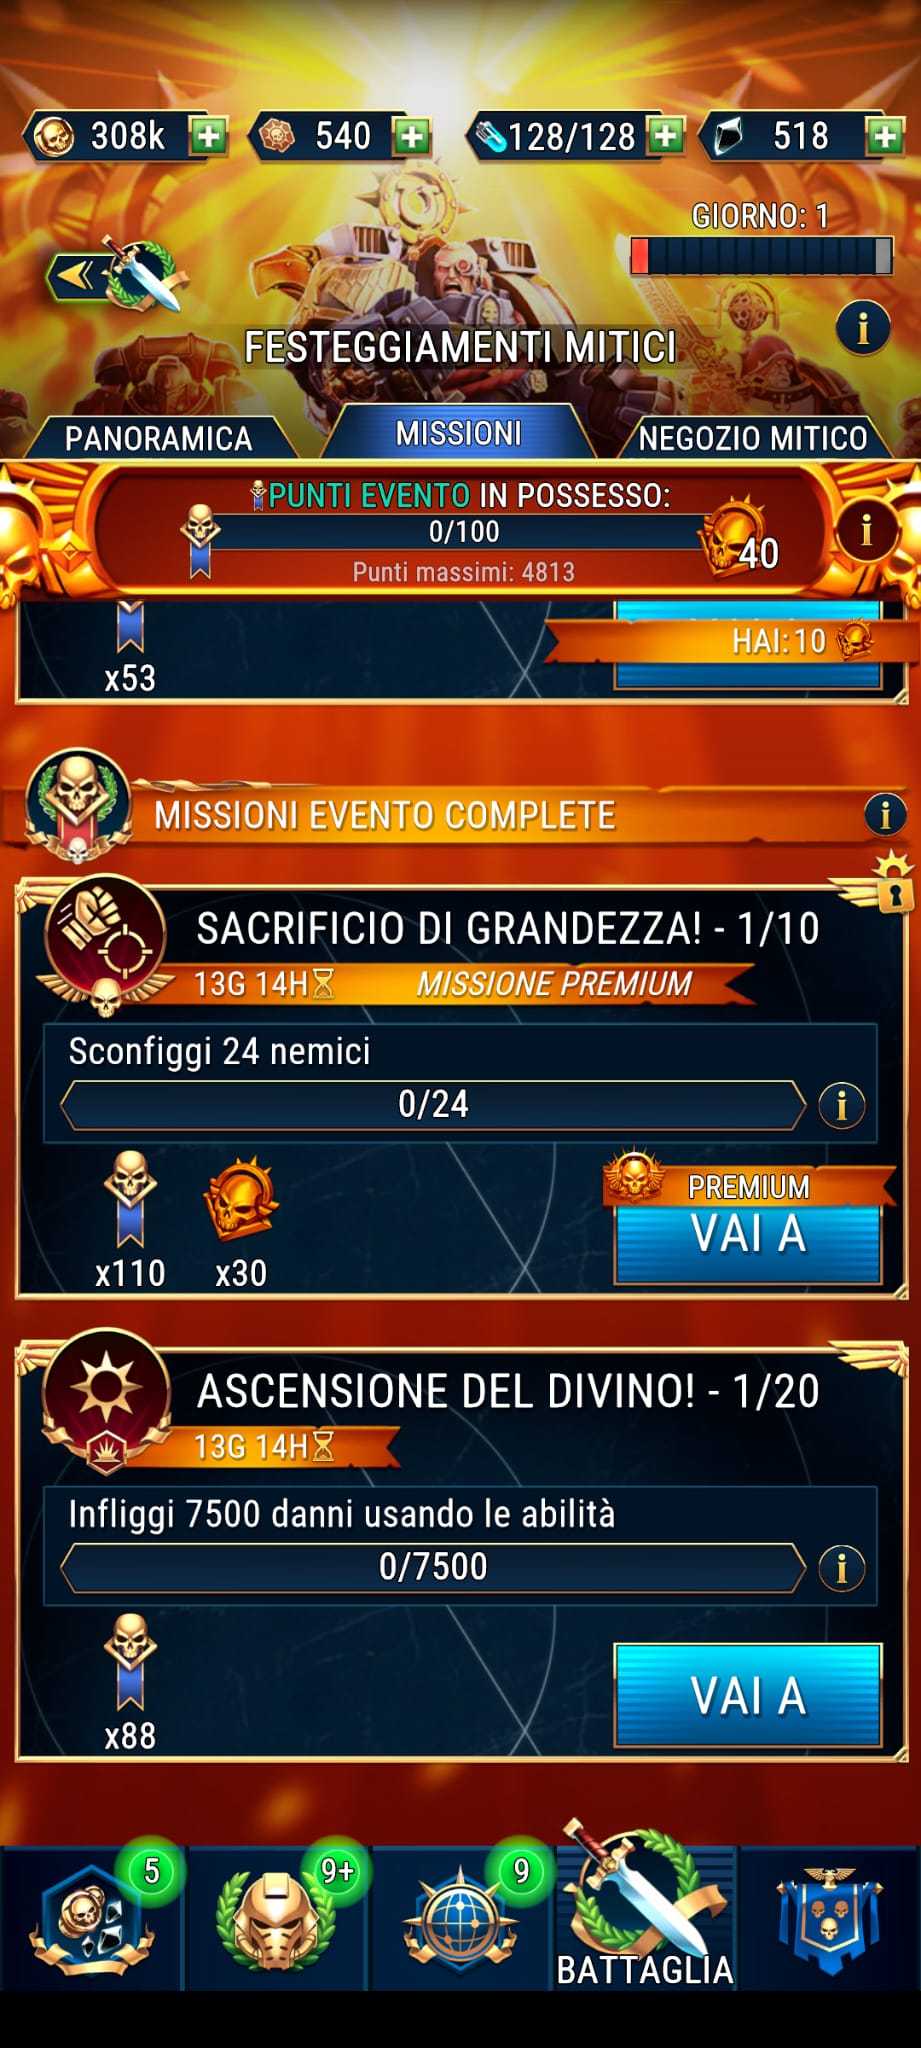 308k
540
128/128
518
GIORNO: 1
FESTEGGIAMENTI MITICI
PANORAMICA
MISSIONI
NEGOZIO MITICO
PUNTI EVENTO IN POSSESSO:
0/100
40
Punti massimi: 4813
HAI: 10
x53
MISSIONI EVENTO COMPLETE
SACRIFICIO DI GRANDEZZA! - 1/10
13G 14H
MISSIONE PREMIUM
Sconfiggi 24 nemici
0/24
PREMIUM
VAI A
x110
x30
ASCENSIONE DEL DIVINO! - 1/20
13G 14H
Infliggi 7500 danni usando le abilità
0/7500
VAI A
x88
5
9+
9
BATTAGLIA